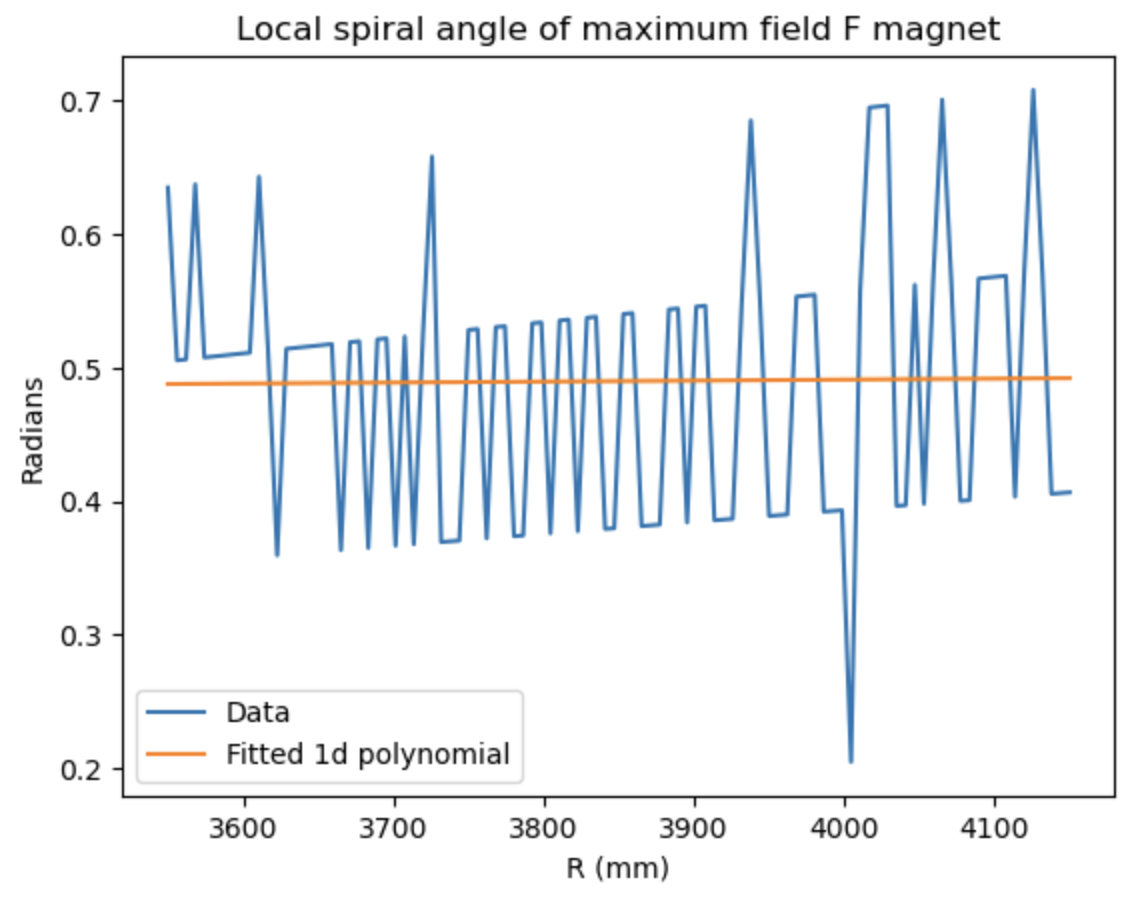 Local spiral angle of maximum field F magnet
0.7
0.6
0.5
0.4
0.3
0.2
Radians
Data
Fitted 1d polynomial
3600 3700 3800 3900 4000 4100
R (mm)